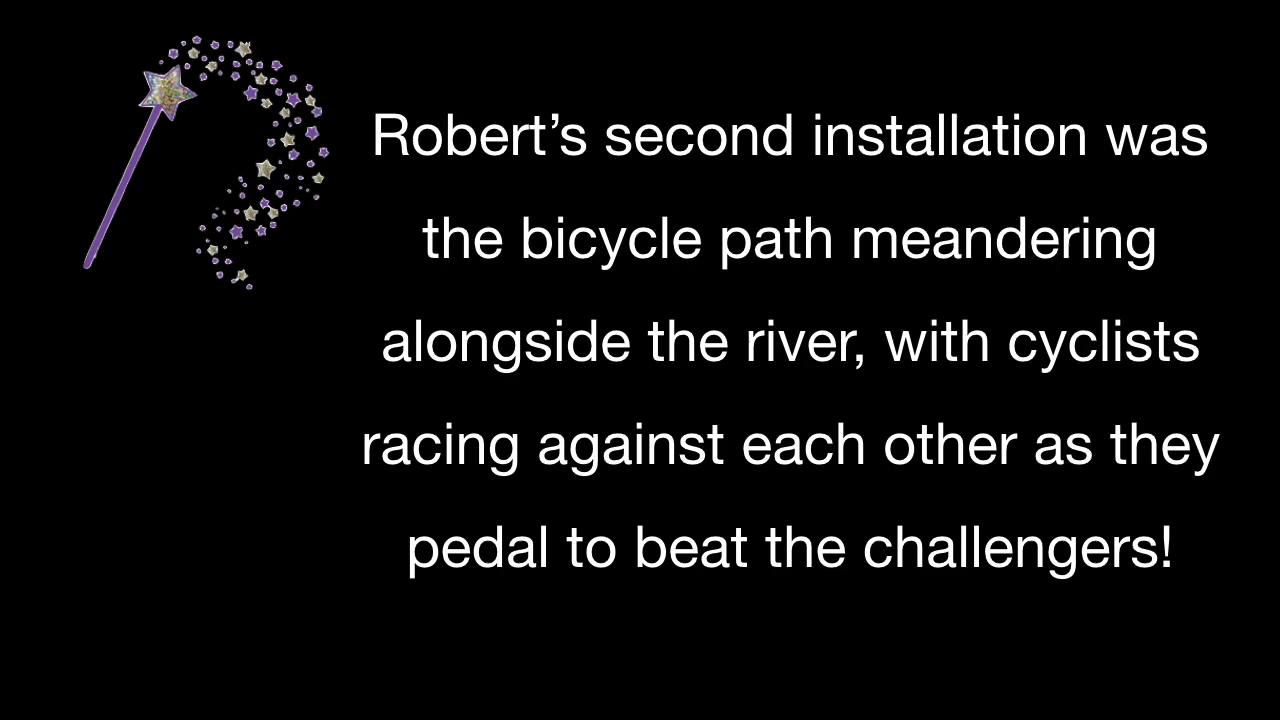 Robert’s second installation was
the bicycle path meandering
alongside the river, with cyclists
racing against each other as they
pedal to beat the challengers!